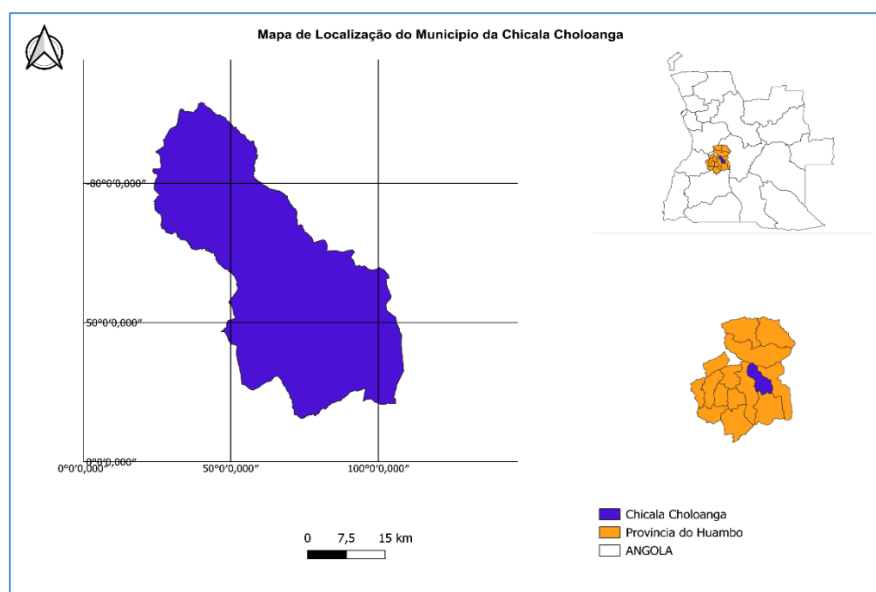 Mapa de Localização do Municipio da Chicala Choloanga
-80°0'0,000"
50°0'0,000"
0°0'0,000"
0°0'0,000"
50°0'0,000"
100°0'0,000"
0
7,5
15 km
Chicala Choloanga
Provincia do Huambo
ANGOLA